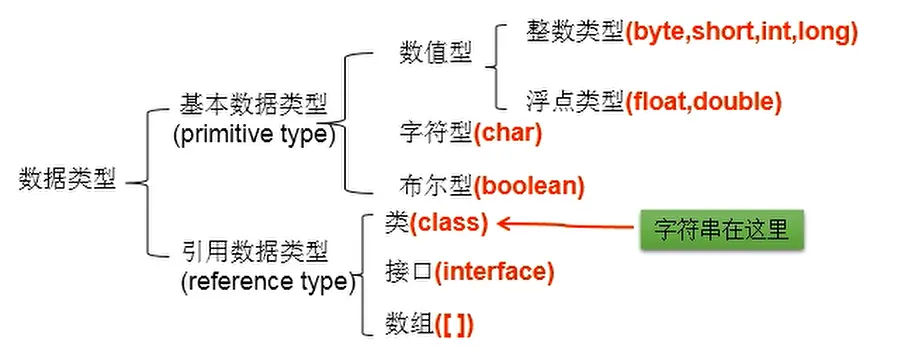 整数类型(byte,short,int,long)
数值型
浮点类型(float,double)
基本数据类型
(primitive type)
字符型(char)
布尔型(boolean)
数据类型
类(class)
字符串在这里
引用数据类型
(reference type)
接口(interface)
数组([ ])